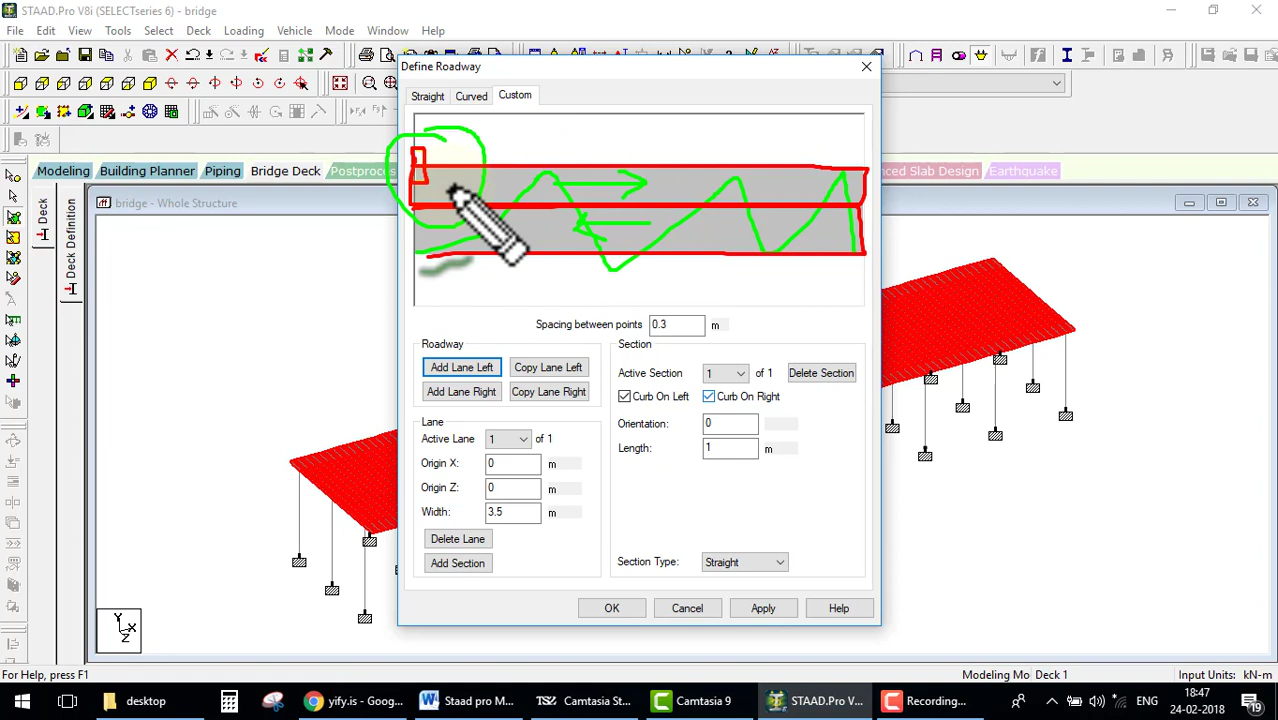 STAAD.Pro V8i (SELECTseries 6) - bridge
File Edit View Tools Select Deck Loading Vehicle Mode Window Help
Define Roadway
Straight Curved Custom
Modeling Building Planner Piping Bridge Deck Postproces Advanced Slab Design Earthquake
bridge - Whole Structure
Deck
Deck Definition
Spacing between points 0.3 m
Roadway
Add Lane Left Copy Lane Left
Add Lane Right Copy Lane Right
Lane
Active Lane 1 of 1
Origin X: 0 m
Origin Z: 0 m
Width: 3.5 m
Delete Lane
Add Section
Section
Active Section 1 of 1 Delete Section
Curb On Left Curb On Right
Orientation: 0
Length: 1 m
Section Type: Straight
OK Cancel Apply Help
Y X Z
For Help, press F1 Modeling Mo Deck 1 Input Units: kN-m
desktop yify.is - Goog... Staad pro M... Camtasia St... Camtasia 9 STAAD.Pro V... Recording... ENG 18:47 24-02-2018 19